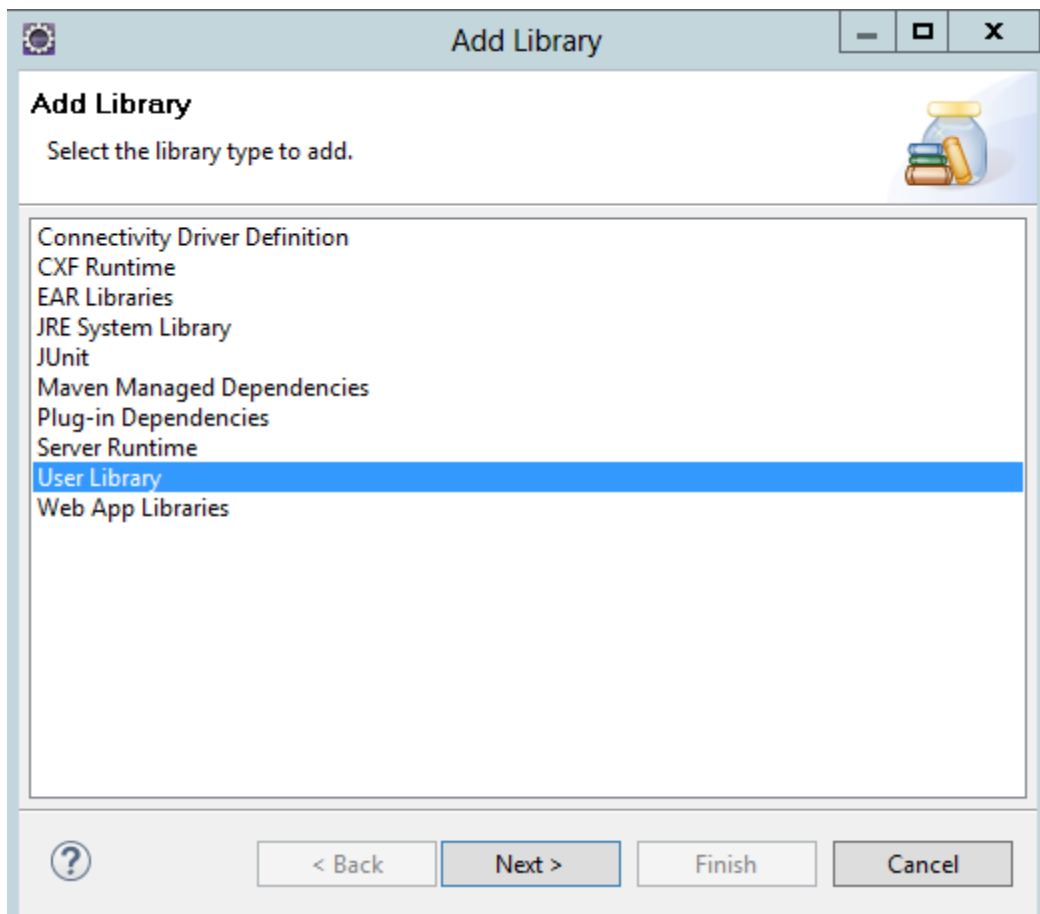 Add Library
Add Library
Select the library type to add.
Connectivity Driver Definition
CXF Runtime
EAR Libraries
JRE System Library
JUnit
Maven Managed Dependencies
Plug-in Dependencies
Server Runtime
User Library
Web App Libraries
? < Back Next > Finish Cancel